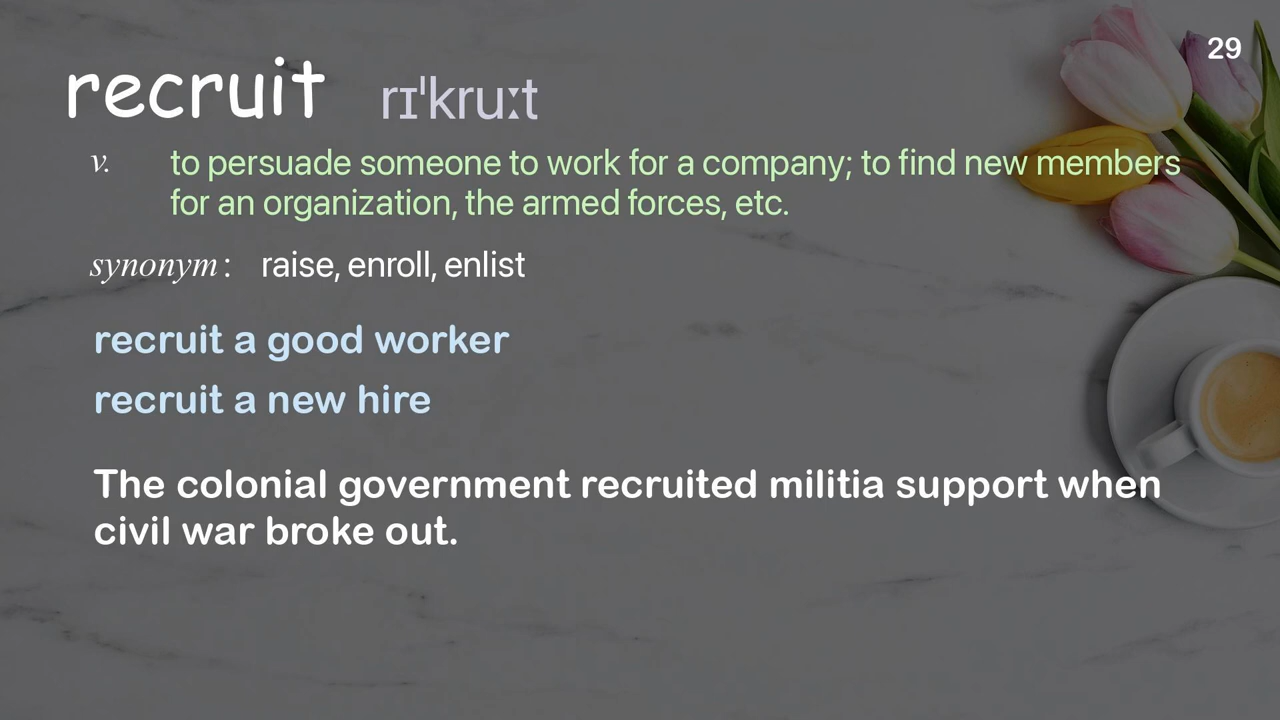 29
recruit rɪˈkruːt
v. to persuade someone to work for a company; to find new members
for an organization, the armed forces, etc.
synonym : raise, enroll, enlist
recruit a good worker
recruit a new hire
The colonial government recruited militia support when
civil war broke out.